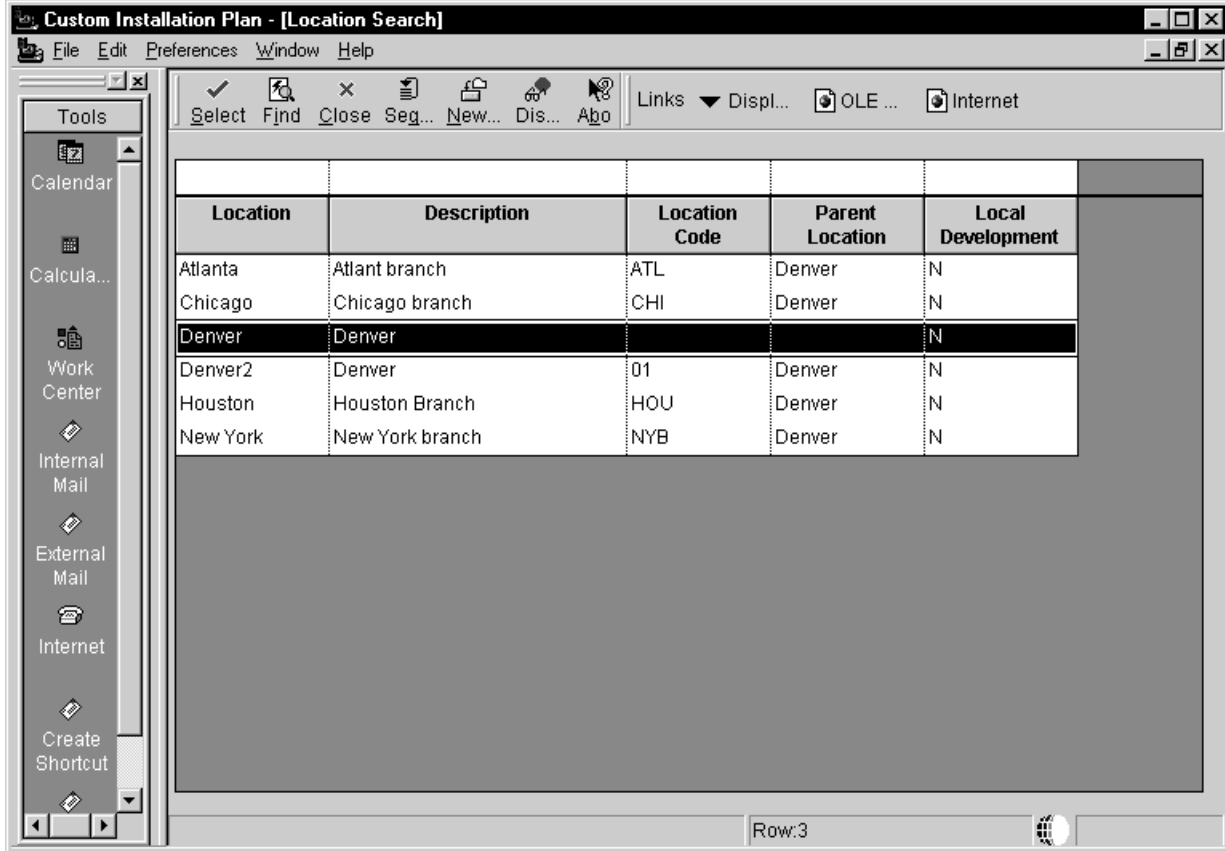 Custom Installation Plan - [Location Search]
File Edit Preferences Window Help
Tools
Select Find Close Seg... New... Dis... Abo
Links Displ... OLE ... Internet
Calendar
Calcula...
Work
Center
Internal
Mail
External
Mail
Internet
Create
Shortcut
Location Description Location Code Parent Location Local Development
Atlanta Atlant branch ATL Denver N
Chicago Chicago branch CHI Denver N
Denver Denver N
Denver2 Denver 01 Denver N
Houston Houston Branch HOU Denver N
New York New York branch NYB Denver N
Row:3